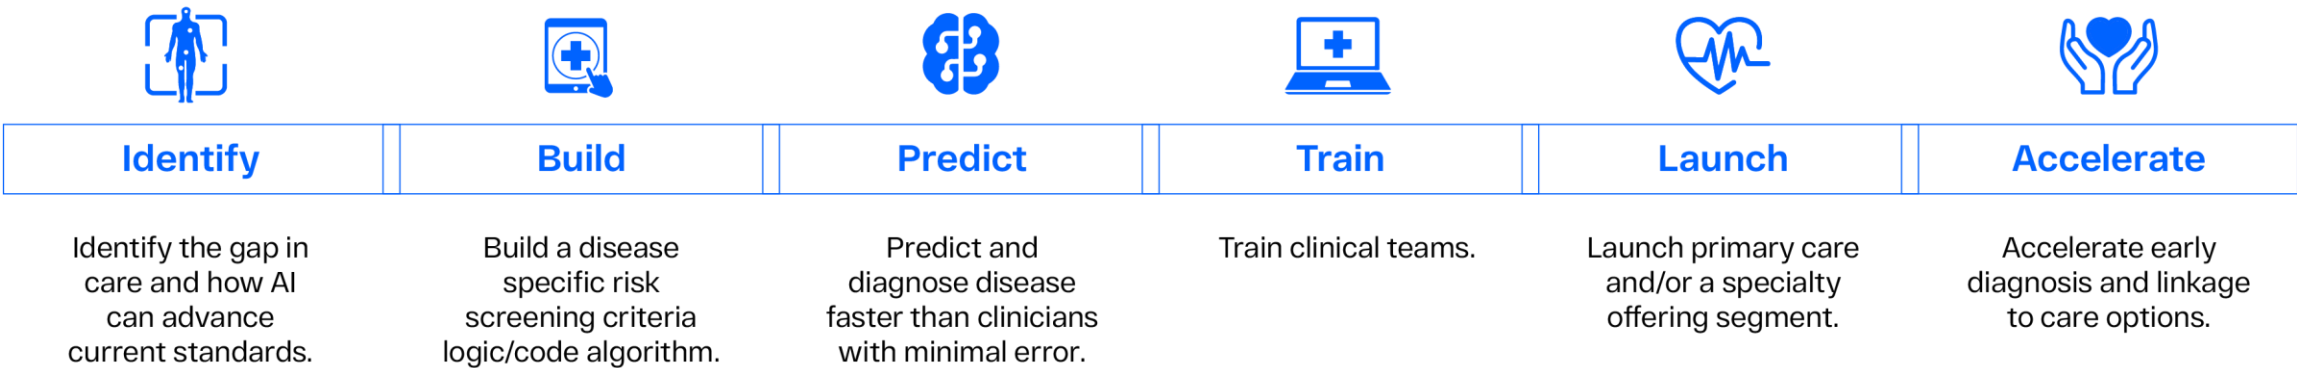 Identify
Build
Predict
Train
Launch
Accelerate
Identify the gap in
care and how AI
can advance
current standards.
Build a disease
specific risk
screening criteria
logic/code algorithm.
Predict and
diagnose disease
faster than clinicians
with minimal error.
Train clinical teams.
Launch primary care
and/or a specialty
offering segment.
Accelerate early
diagnosis and linkage
to care options.